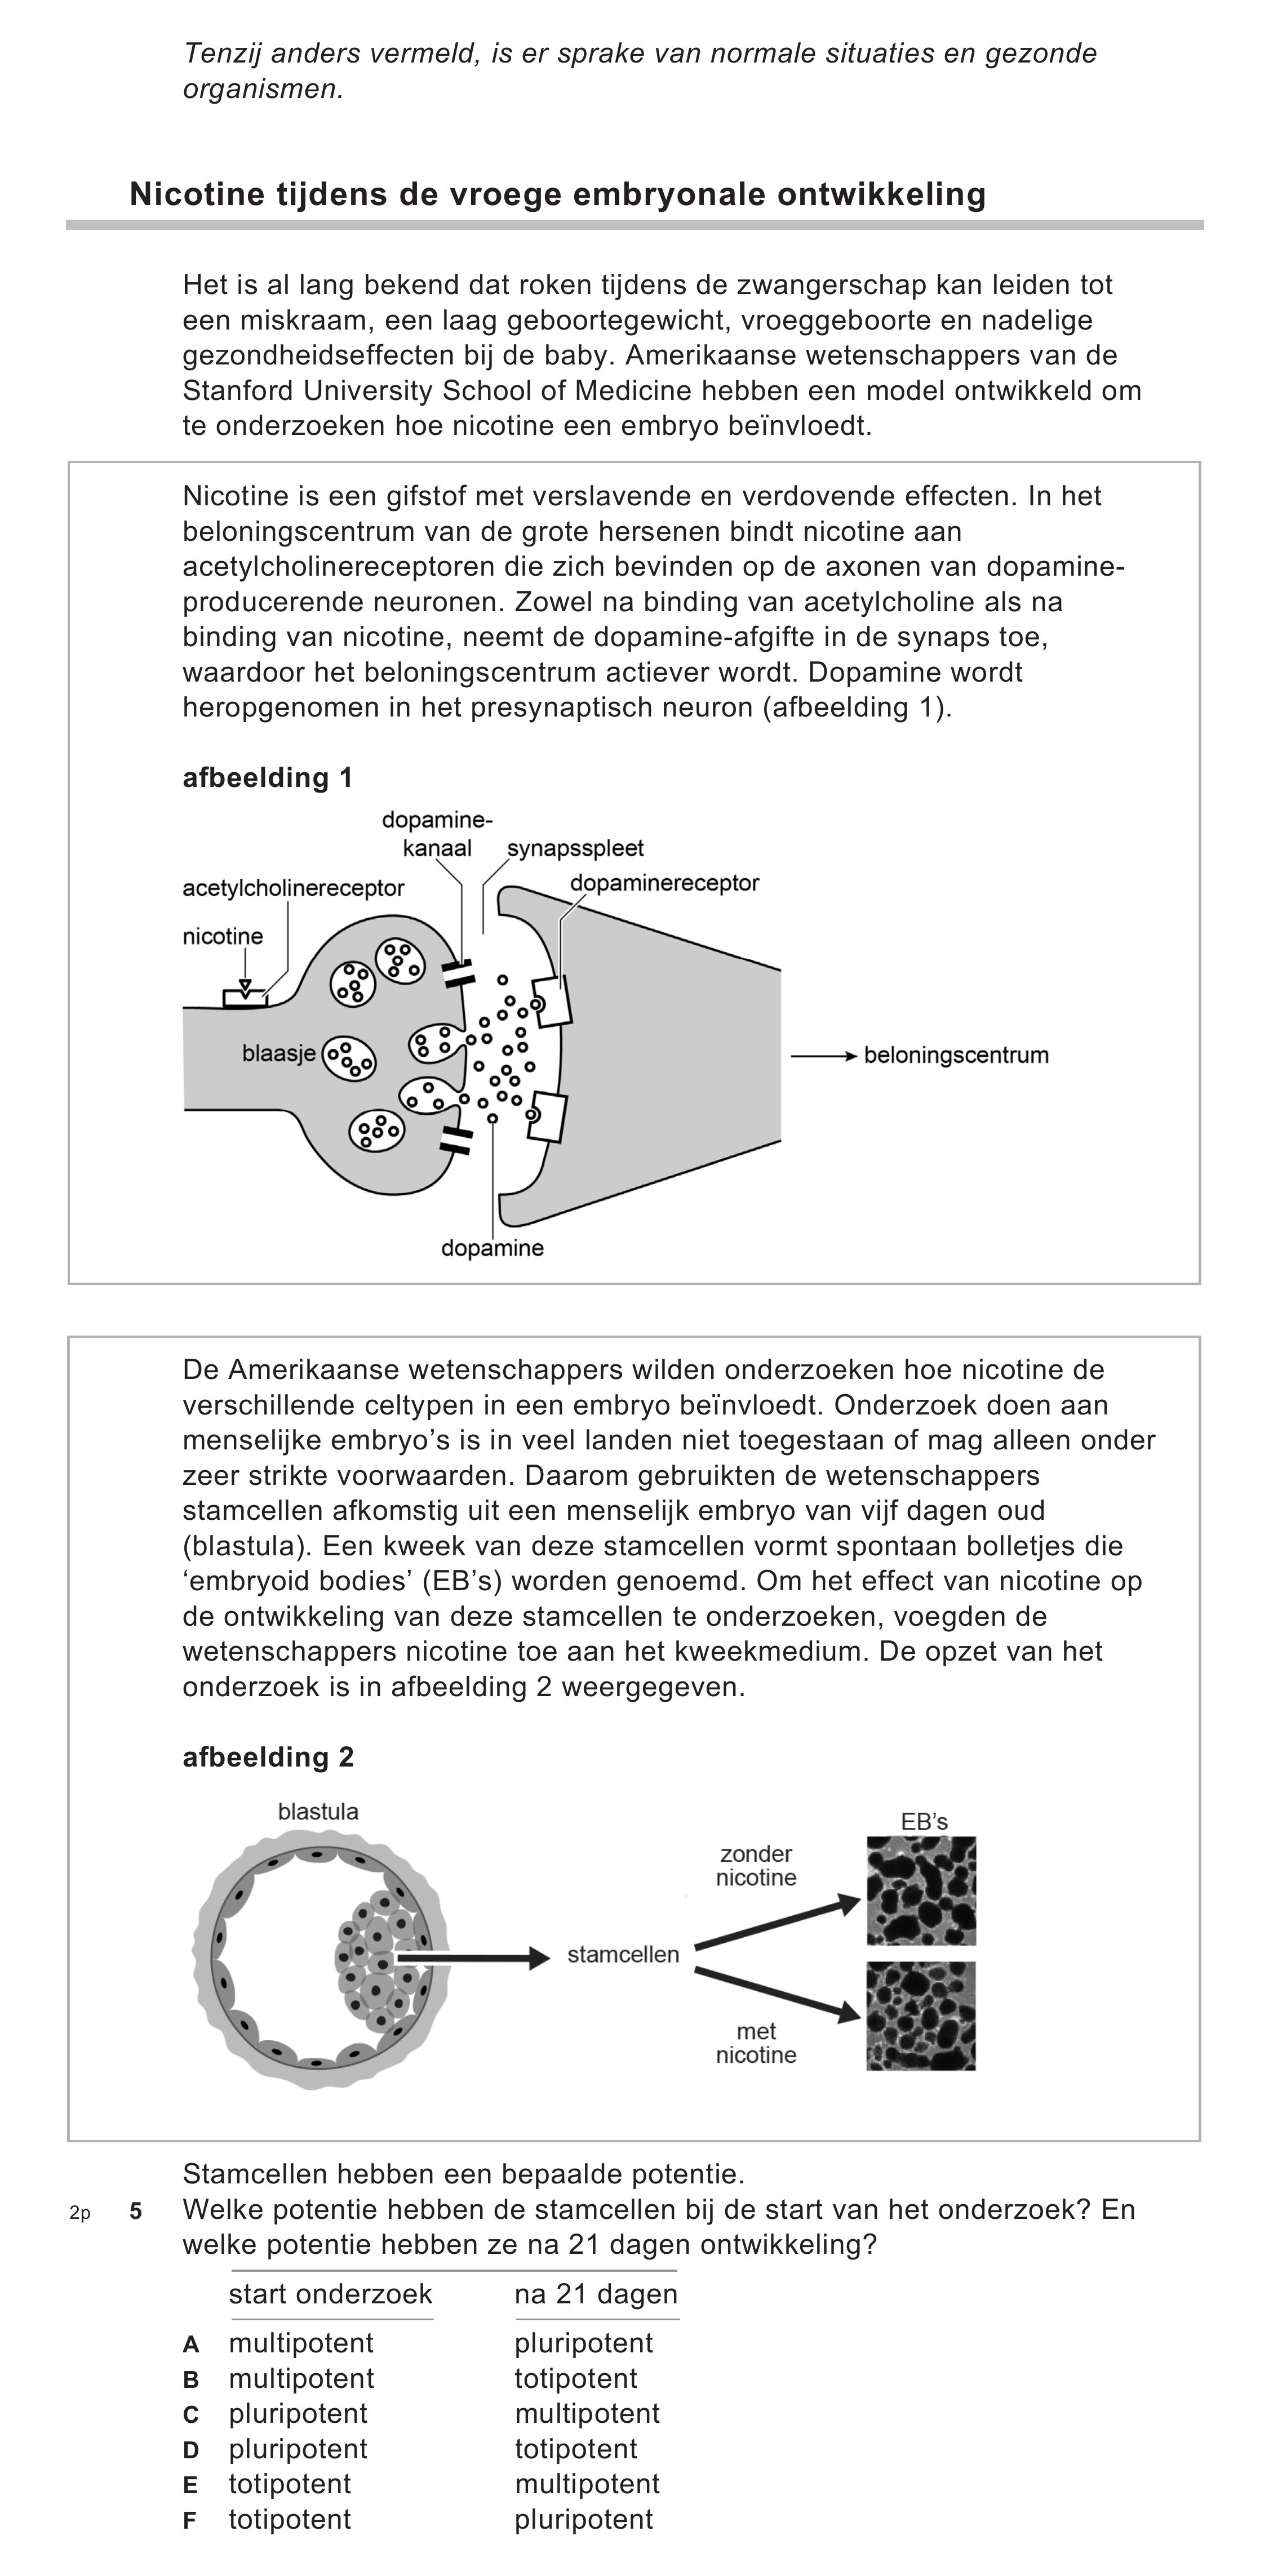 Tenzij anders vermeld, is er sprake van normale situaties en gezonde
organismen.
Nicotine tijdens de vroege embryonale ontwikkeling
Het is al lang bekend dat roken tijdens de zwangerschap kan leiden tot
een miskraam, een laag geboortegewicht, vroeggeboorte en nadelige
gezondheidseffecten bij de baby. Amerikaanse wetenschappers van de
Stanford University School of Medicine hebben een model ontwikkeld om
te onderzoeken hoe nicotine een embryo beïnvloedt.
Nicotine is een gifstof met verslavende en verdovende effecten. In het
beloningscentrum van de grote hersenen bindt nicotine aan
acetylcholinereceptoren die zich bevinden op de axonen van dopamine-
producerende neuronen. Zowel na binding van acetylcholine als na
binding van nicotine, neemt de dopamine-afgifte in de synaps toe,
waardoor het beloningscentrum actiever wordt. Dopamine wordt
heropgenomen in het presynaptisch neuron (afbeelding 1).
afbeelding 1
dopamine-
kanaal
synapsspleet
dopaminereceptor
acetylcholinereceptor
nicotine
blaasje
beloningscentrum
dopamine
De Amerikaanse wetenschappers wilden onderzoeken hoe nicotine de
verschillende celtypen in een embryo beïnvloedt. Onderzoek doen aan
menselijke embryo’s is in veel landen niet toegestaan of mag alleen onder
zeer strikte voorwaarden. Daarom gebruikten de wetenschappers
stamcellen afkomstig uit een menselijk embryo van vijf dagen oud
(blastula). Een kweek van deze stamcellen vormt spontaan bolletjes die
‘embryoid bodies’ (EB’s) worden genoemd. Om het effect van nicotine op
de ontwikkeling van deze stamcellen te onderzoeken, voegden de
wetenschappers nicotine toe aan het kweekmedium. De opzet van het
onderzoek is in afbeelding 2 weergegeven.
afbeelding 2
blastula
EB’s
zonder
nicotine
stamcellen
met
nicotine
Stamcellen hebben een bepaalde potentie.
2p 5 Welke potentie hebben de stamcellen bij de start van het onderzoek? En
welke potentie hebben ze na 21 dagen ontwikkeling?
start onderzoek na 21 dagen
A multipotent pluripotent
B multipotent totipotent
C pluripotent multipotent
D pluripotent totipotent
E totipotent multipotent
F totipotent pluripotent